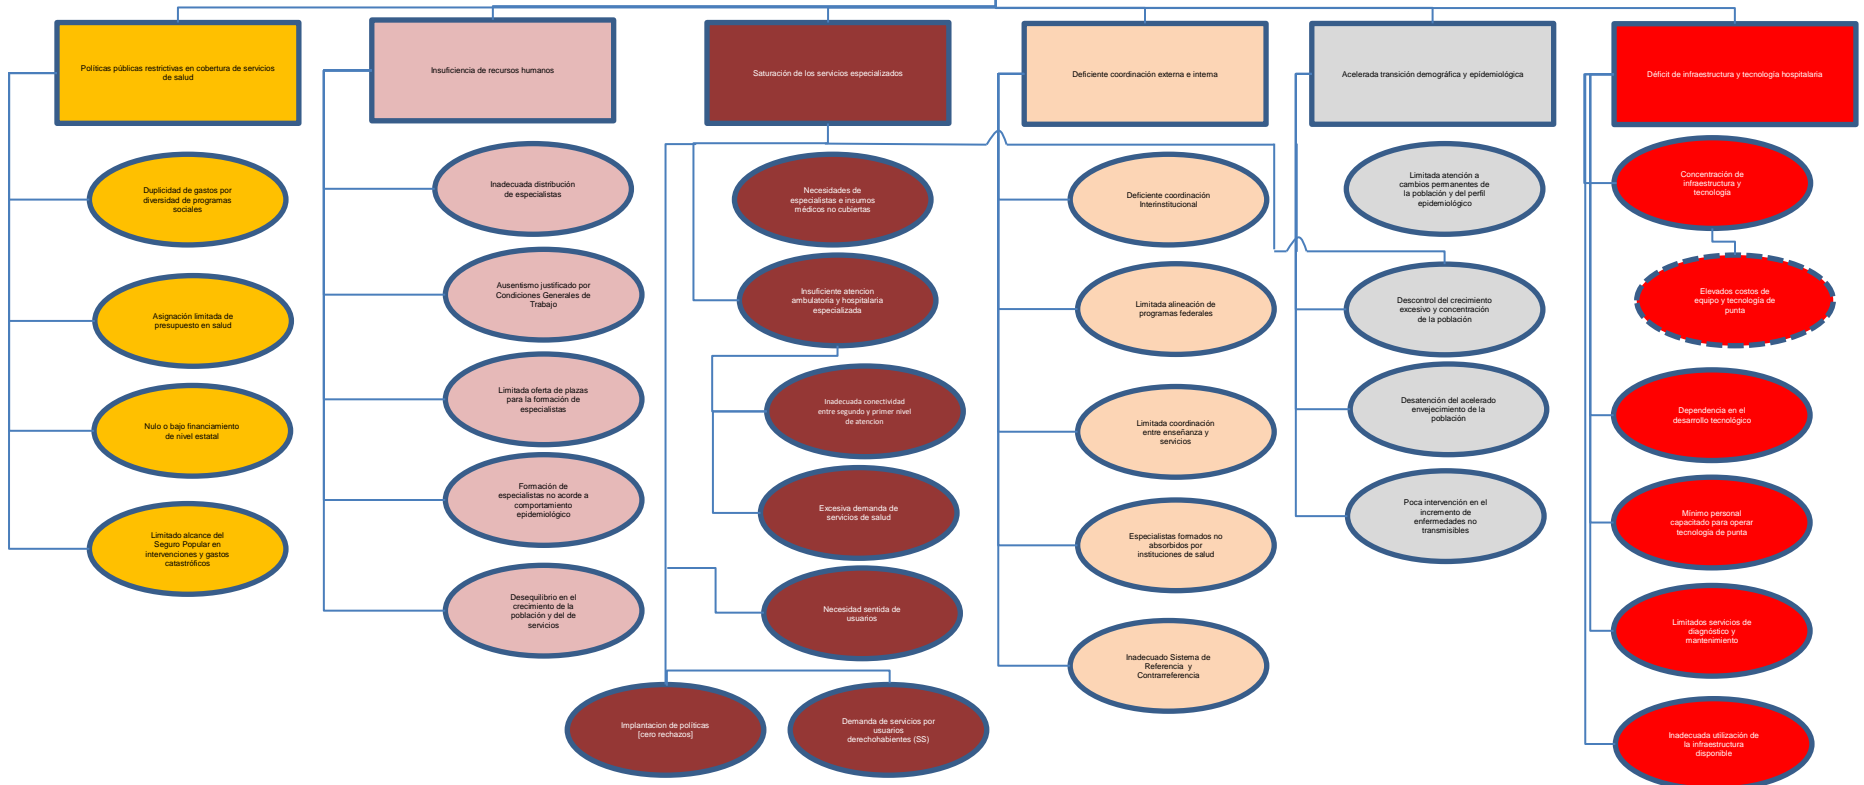 Políticas públicas restrictivas en cobertura de servicios
de salud
Insuficiencia de recursos humanos
Saturación de los servicios especializados
Deficiente coordinación externa e interna
Acelerada transición demográfica y epidemiológica
Déficit de infraestructura y tecnología hospitalaria
Duplicidad de gastos por
diversidad de programas
sociales
Asignación limitada de
presupuesto en salud
Nulo o bajo financiamiento
de nivel estatal
Limitado alcance del
Seguro Popular en
intervenciones y gastos
catastróficos
Inadecuada distribución
de especialistas
Ausentismo justificado por
Condiciones Generales de
Trabajo
Limitada oferta de plazas
para la formación de
especialistas
Formación de
especialistas no acorde a
comportamiento
epidemiológico
Desequilibrio en el
crecimiento de la
población y del de
servicios
Necesidades de
especialistas e insumos
médicos no cubiertas
Insuficiente atencion
ambulatoria y hospitalaria
especializada
Inadecuada conectividad
entre segundo y primer nivel
de atencion
Excesiva demanda de
servicios de salud
Necesidad sentida de
usuarios
Implantacion de políticas
[cero rechazos]
Demanda de servicios por
usuarios
derechohabientes (SS)
Deficiente coordinación
Interinstitucional
Limitada alineación de
programas federales
Limitada coordinación
entre enseñanza y
servicios
Especialistas formados no
absorbidos por
instituciones de salud
Inadecuado Sistema de
Referencia y
Contrarreferencia
Limitada atención a
cambios permanentes de
la población y del perfil
epidemiológico
Descontrol del crecimiento
excesivo y concentración
de la población
Desatención del acelerado
envejecimiento de la
población
Poca intervención en el
incremento de
enfermedades no
transmisibles
Concentración de
infraestructura y
tecnología
Elevados costos de
equipo y tecnología de
punta
Dependencia en el
desarrollo tecnológico
Mínimo personal
capacitado para operar
tecnología de punta
Limitados servicios de
diagnóstico y
mantenimiento
Inadecuada utilización de
la infraestructura
disponible